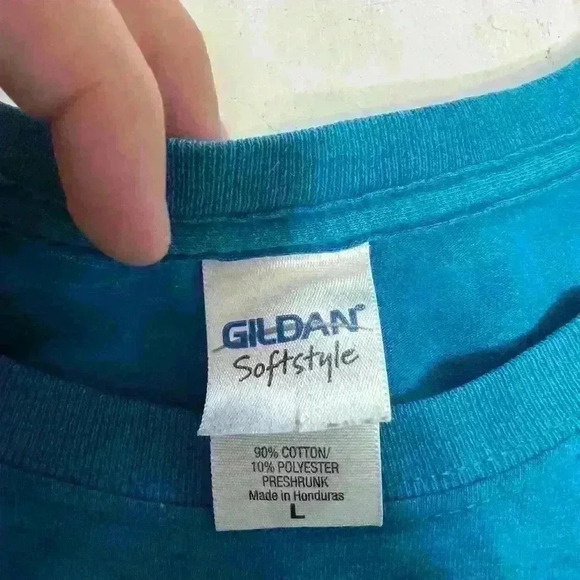 GILDAN®
Softstyle
90% COTTON/
10% POLYESTER
PRESHRUNK
Made in Honduras
L